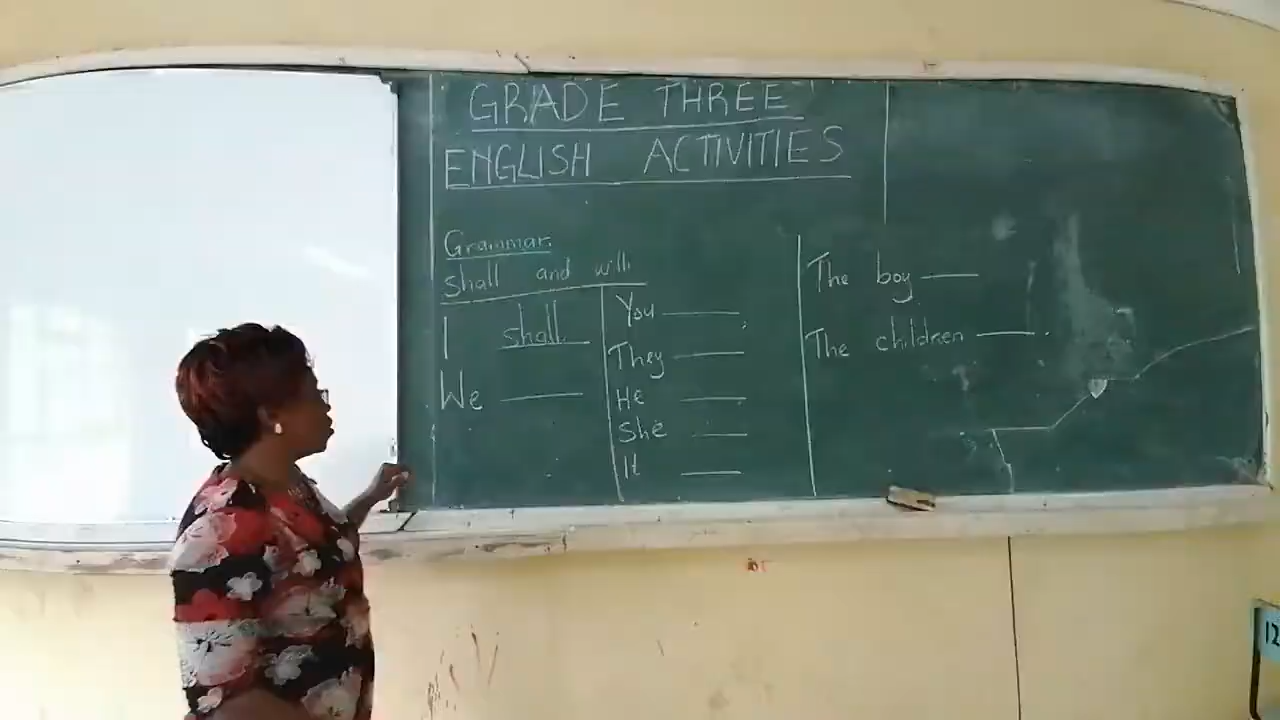 GRADE THREE
ENGLISH ACTIVITIES
Grammar.
Shall and will.
I shall.
We ____
You ____.
They ____
He ____
She ____
It ____
The boy ____
The children ____.
12